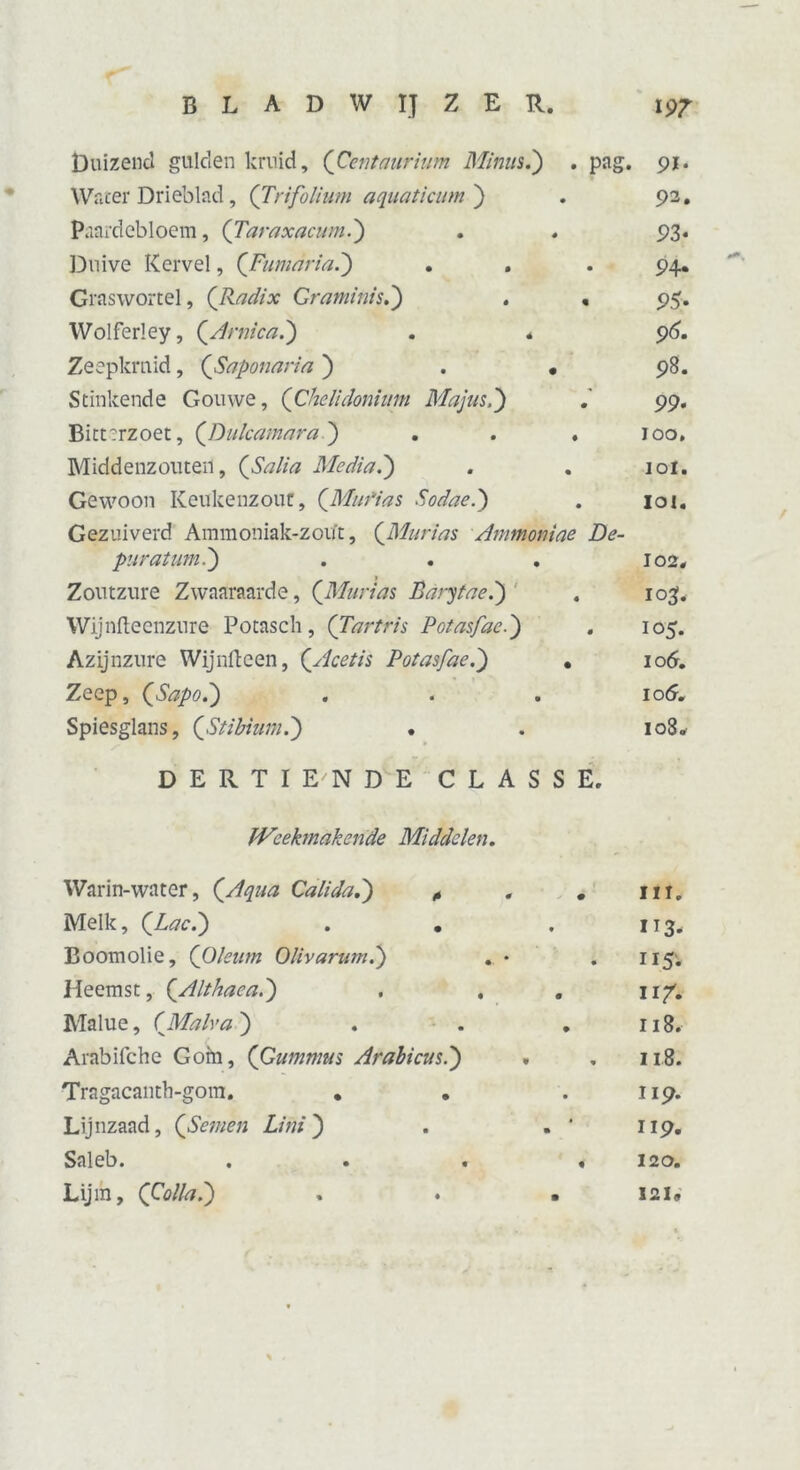 BLADWIJZER. 197
Duizend gulden kruid, (Centaurium Minus.) . pag. 91.
Water Drieblad, (Trifolium aquaticum) . 92.
Paardebloem, (Taraxacum.) . . 93.
Duive Kervel, (Fumaria.) . . . 94.
Graswortel, (Radix Graminis.) . . 95.
Wolferley, (Arnica.) . . 96.
Zeepkruid, (Saponaria) . . 98.
Stinkende Gouwe, (Chelidonium Majus.) . 99.
Bitterzoet, (Dulcamara) . . . 100.
Middenzouten, (Salia Media.) . . 101.
Gewoon Keukenzout, (Murias Sodae.) . 101.
Gezuiverd Ammoniak-zout, (Murias Ammoniae De-
puratum.) . . . 102.
Zoutzure Zwaaraarde, (Murias Barytae.) . 103.
Wijnſteenzure Potasch, (Tartris Potasſae.) . 105.
Azijnzure Wijnſteen, (Acetis Potasſae.) . 106.
Zeep, (Sapo.) . . . 106.
Spiesglans, (Stibium.) . . 108.
DERTIENDE CLASSE.
Weekmakende Middelen.
Warin-water, (Aqua Calida.) . . . 111.
Melk, (Lac.) . . . 113.
Boomolie, (Oleum Olivarum.) . . . 115.
Heemst, (Althaea.) . . . 117.
Malue, (Malva) . . . 118.
Arabiſche Gom, (Gummus Arabicus.) . . 118.
Tragacanth-gom. . . . 119.
Lijnzaad, (Semen Lini) . . 119.
Saleb. . . . . 120.
Lijm, (Colla.) . . . 121.